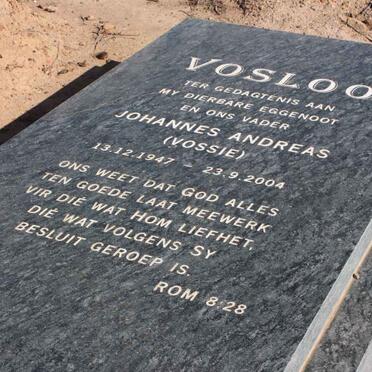 VOSLOO
TER GEDAGTENIS AAN
MY DIERBARE EGGENOOT
EN ONS VADER
JOHANNES ANDREAS
(VOSSIE)
13.12.1947 - 23.9.2004
ONS WEET DAT GOD ALLES
TEN GOEDE LAAT MEEWERK
VIR DIÉ WAT HOM LIEFHET,
DIÉ WAT VOLGENS SY
BESLUIT GEROEP IS.
ROM 8:28